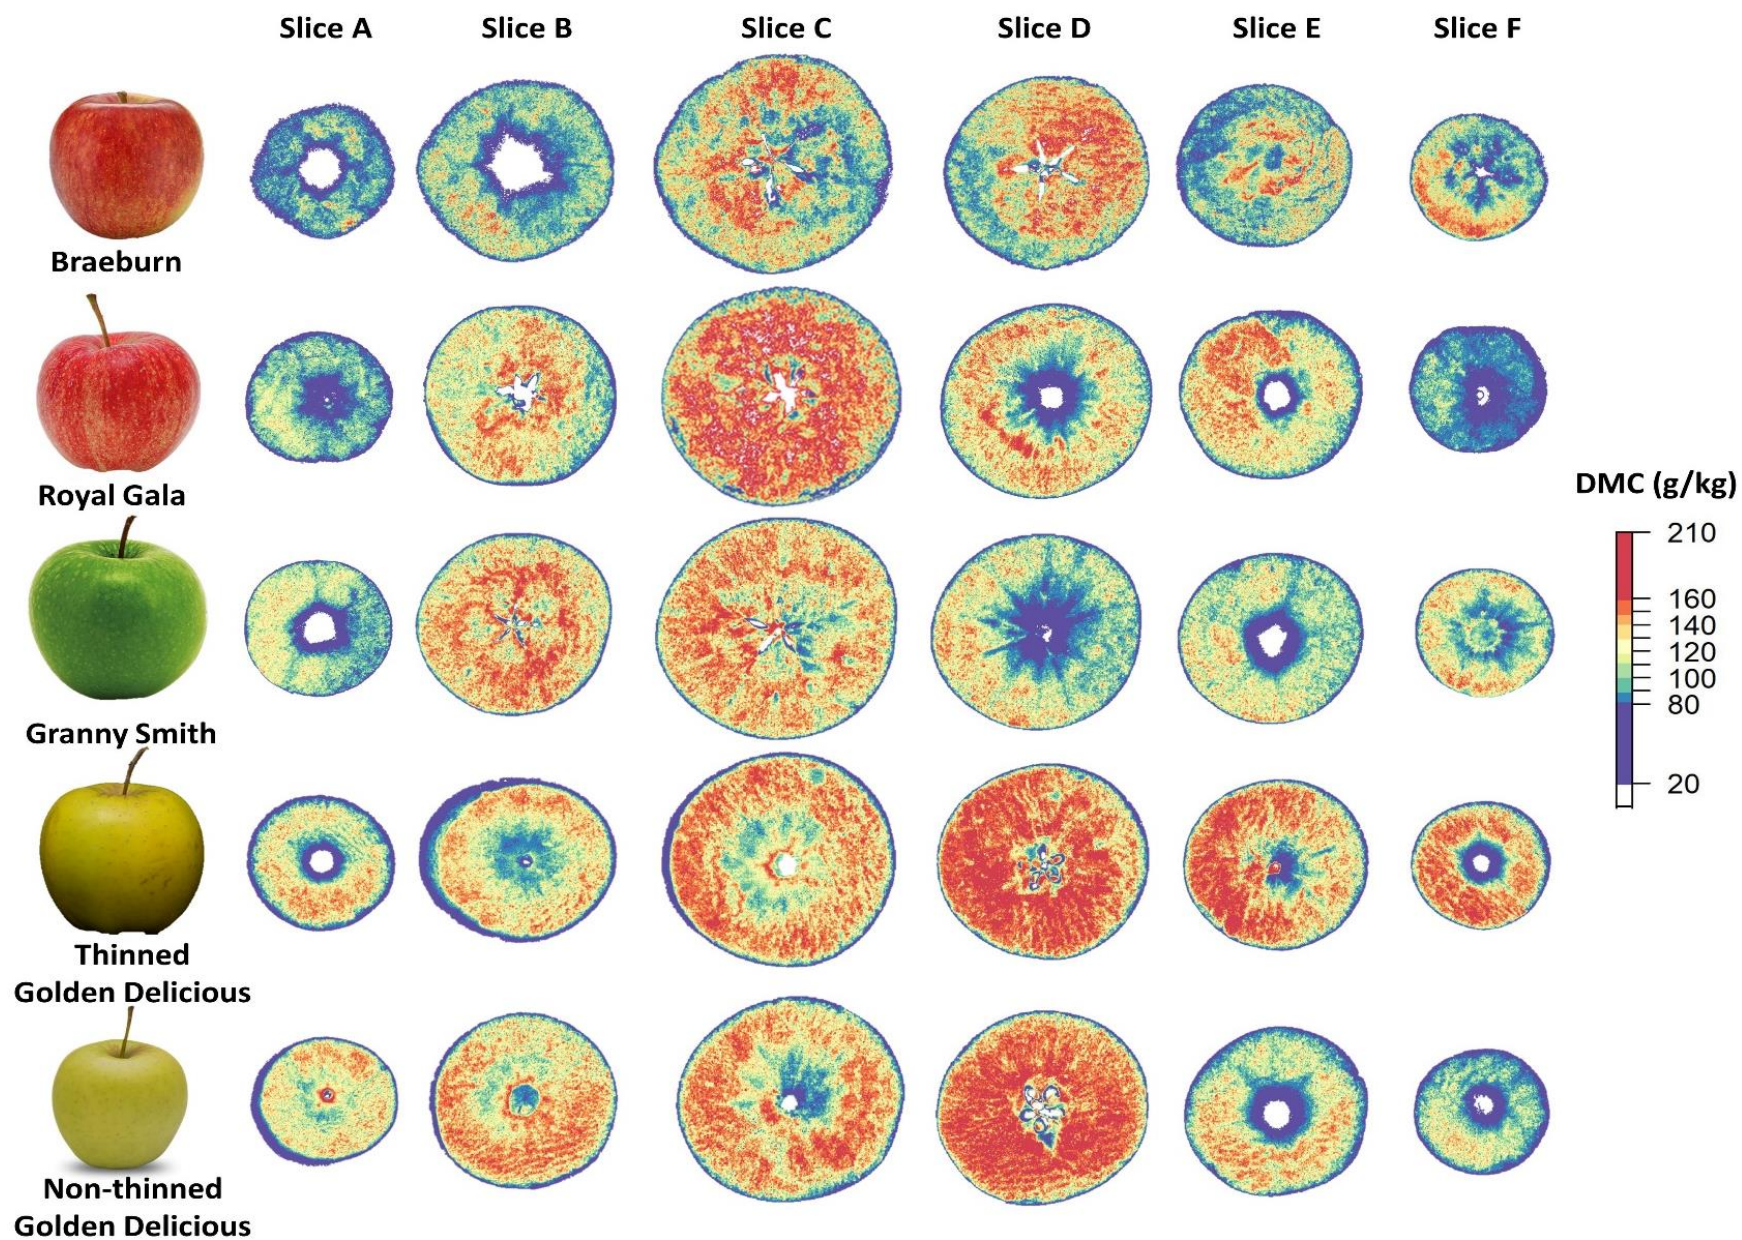 Slice A
Slice B
Slice C
Slice D
Slice E
Slice F
Braeburn
Royal Gala
Granny Smith
Thinned
Golden Delicious
Non-thinned
Golden Delicious
DMC (g/kg)
210
160
140
120
100
80
20